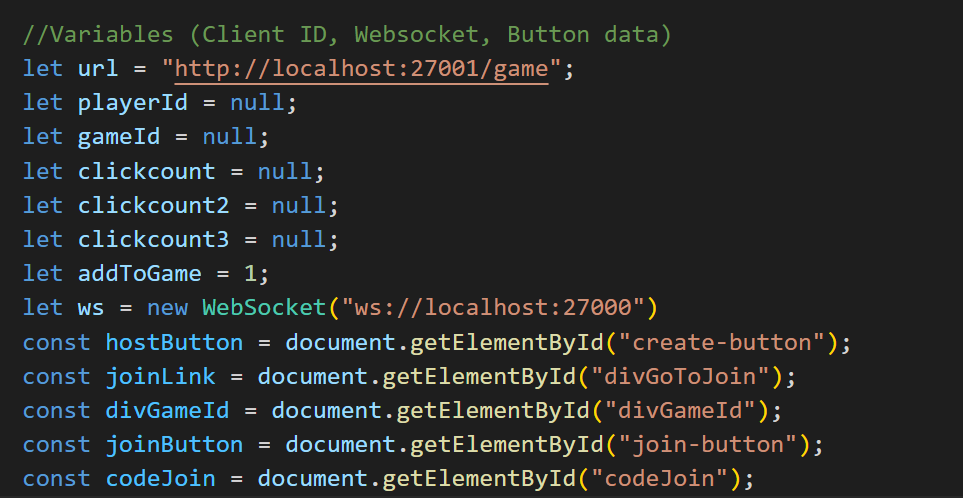 //Variables (Client ID, Websocket, Button data)
let url = "http://localhost:27001/game";
let playerId = null;
let gameId = null;
let clickcount = null;
let clickcount2 = null;
let clickcount3 = null;
let addToGame = 1;
let ws = new WebSocket("ws://localhost:27000")
const hostButton = document.getElementById("create-button");
const joinLink = document.getElementById("divGoToJoin");
const divGameId = document.getElementById("divGameId");
const joinButton = document.getElementById("join-button");
const codeJoin = document.getElementById("codeJoin");